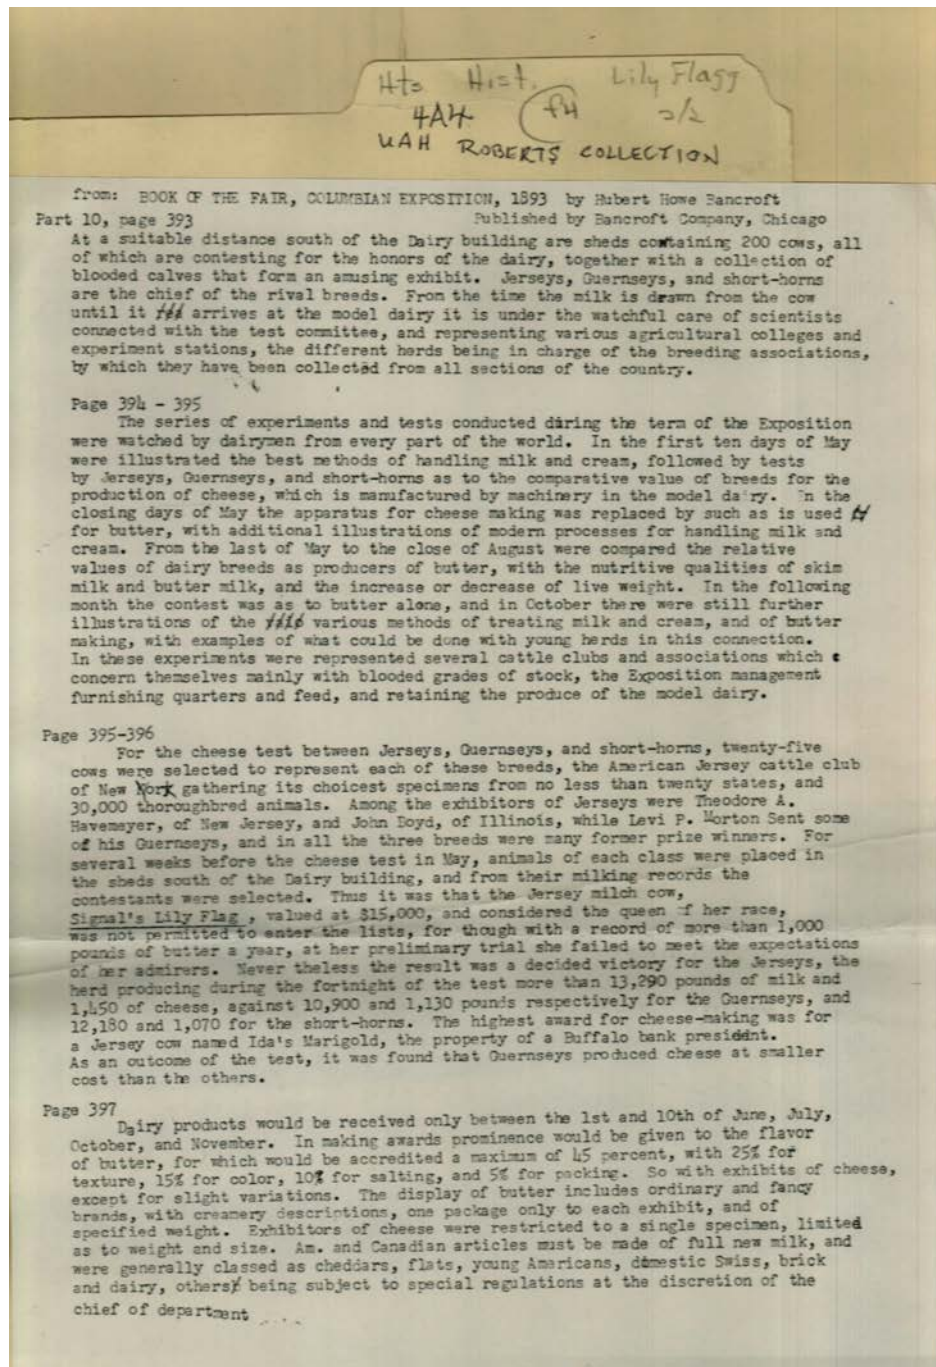 Hts Hist. Lily Flagg
4A4 PH 2/2
UAH ROBERTS COLLECTION
from: BOOK OF THE FAIR, COLUMBIAN EXPOSITION, 1893 by Hubert Howe Bancroft
Part 10, page 393 Published by Bancroft Company, Chicago
At a suitable distance south of the Dairy building are sheds containing 200 cows, all
of which are contesting for the honors of the dairy, together with a collection of
blooded calves that form an amusing exhibit. Jerseys, Guernseys, and short-horns
are the chief of the rival breeds. From the time the milk is drawn from the cow
until it arrives at the model dairy it is under the watchful care of scientists
connected with the test committee, and representing various agricultural colleges and
experiment stations, the different herds being in charge of the breeding associations,
by which they have been collected from all sections of the country.
Page 394 - 395
The series of experiments and tests conducted during the term of the Exposition
were watched by dairymen from every part of the world. In the first ten days of May
were illustrated the best methods of handling milk and cream, followed by tests
by Jerseys, Guernseys, and short-horns as to the comparative value of breeds for the
production of cheese, which is manufactured by machinery in the model dairy. In the
closing days of May the apparatus for cheese making was replaced by such as is used
for butter, with additional illustrations of modern processes for handling milk and
cream. From the last of May to the close of August were compared the relative
values of dairy breeds as producers of butter, with the nutritive qualities of skim
milk and butter milk, and the increase or decrease of live weight. In the following
month the contest was as to butter alone, and in October there were still further
illustrations of the various methods of treating milk and cream, and of butter
making, with examples of what could be done with young herds in this connection.
In these experiments were represented several cattle clubs and associations which
concern themselves mainly with blooded grades of stock, the Exposition management
furnishing quarters and feed, and retaining the produce of the model dairy.
Page 395-396
For the cheese test between Jerseys, Guernseys, and short-horns, twenty-five
cows were selected to represent each of these breeds, the American Jersey cattle club
of New York gathering its choicest specimens from no less than twenty states, and
30,000 thoroughbred animals. Among the exhibitors of Jerseys were Theodore A.
Havemeyer, of New Jersey, and John Boyd, of Illinois, while Levi P. Morton Sent some
of his Guernseys, and in all the three breeds were many former prize winners. For
several weeks before the cheese test in May, animals of each class were placed in
the sheds south of the Dairy building, and from their milking records the
contestants were selected. Thus it was that the Jersey milch cow,
Signal's Lily Flag , valued at $15,000, and considered the queen of her race,
was not permitted to enter the lists, for though with a record of more than 1,000
pounds of butter a year, at her preliminary trial she failed to meet the expectations
of her admirers. Never theless the result was a decided victory for the Jerseys, the
herd producing during the fortnight of the test more than 13,290 pounds of milk and
1,450 of cheese, against 10,900 and 1,130 pounds respectively for the Guernseys, and
12,180 and 1,070 for the short-horns. The highest award for cheese-making was for
a Jersey cow named Ida's Marigold, the property of a Buffalo bank president.
As an outcome of the test, it was found that Guernseys produced cheese at smaller
cost than the others.
Page 397
Dairy products would be received only between the 1st and 10th of June, July,
October, and November. In making awards prominence would be given to the flavor
of butter, for which would be accredited a maximum of 45 percent, with 25% for
texture, 15% for color, 10% for salting, and 5% for packing. So with exhibits of cheese,
except for slight variations. The display of butter includes ordinary and fancy
brands, with creamery descriptions, one package only to each exhibit, and of
specified weight. Exhibitors of cheese were restricted to a single specimen, limited
as to weight and size. Am. and Canadian articles must be made of full new milk, and
were generally classed as cheddars, flats, young Americans, domestic Swiss, brick
and dairy, others being subject to special regulations at the discretion of the
chief of department ....